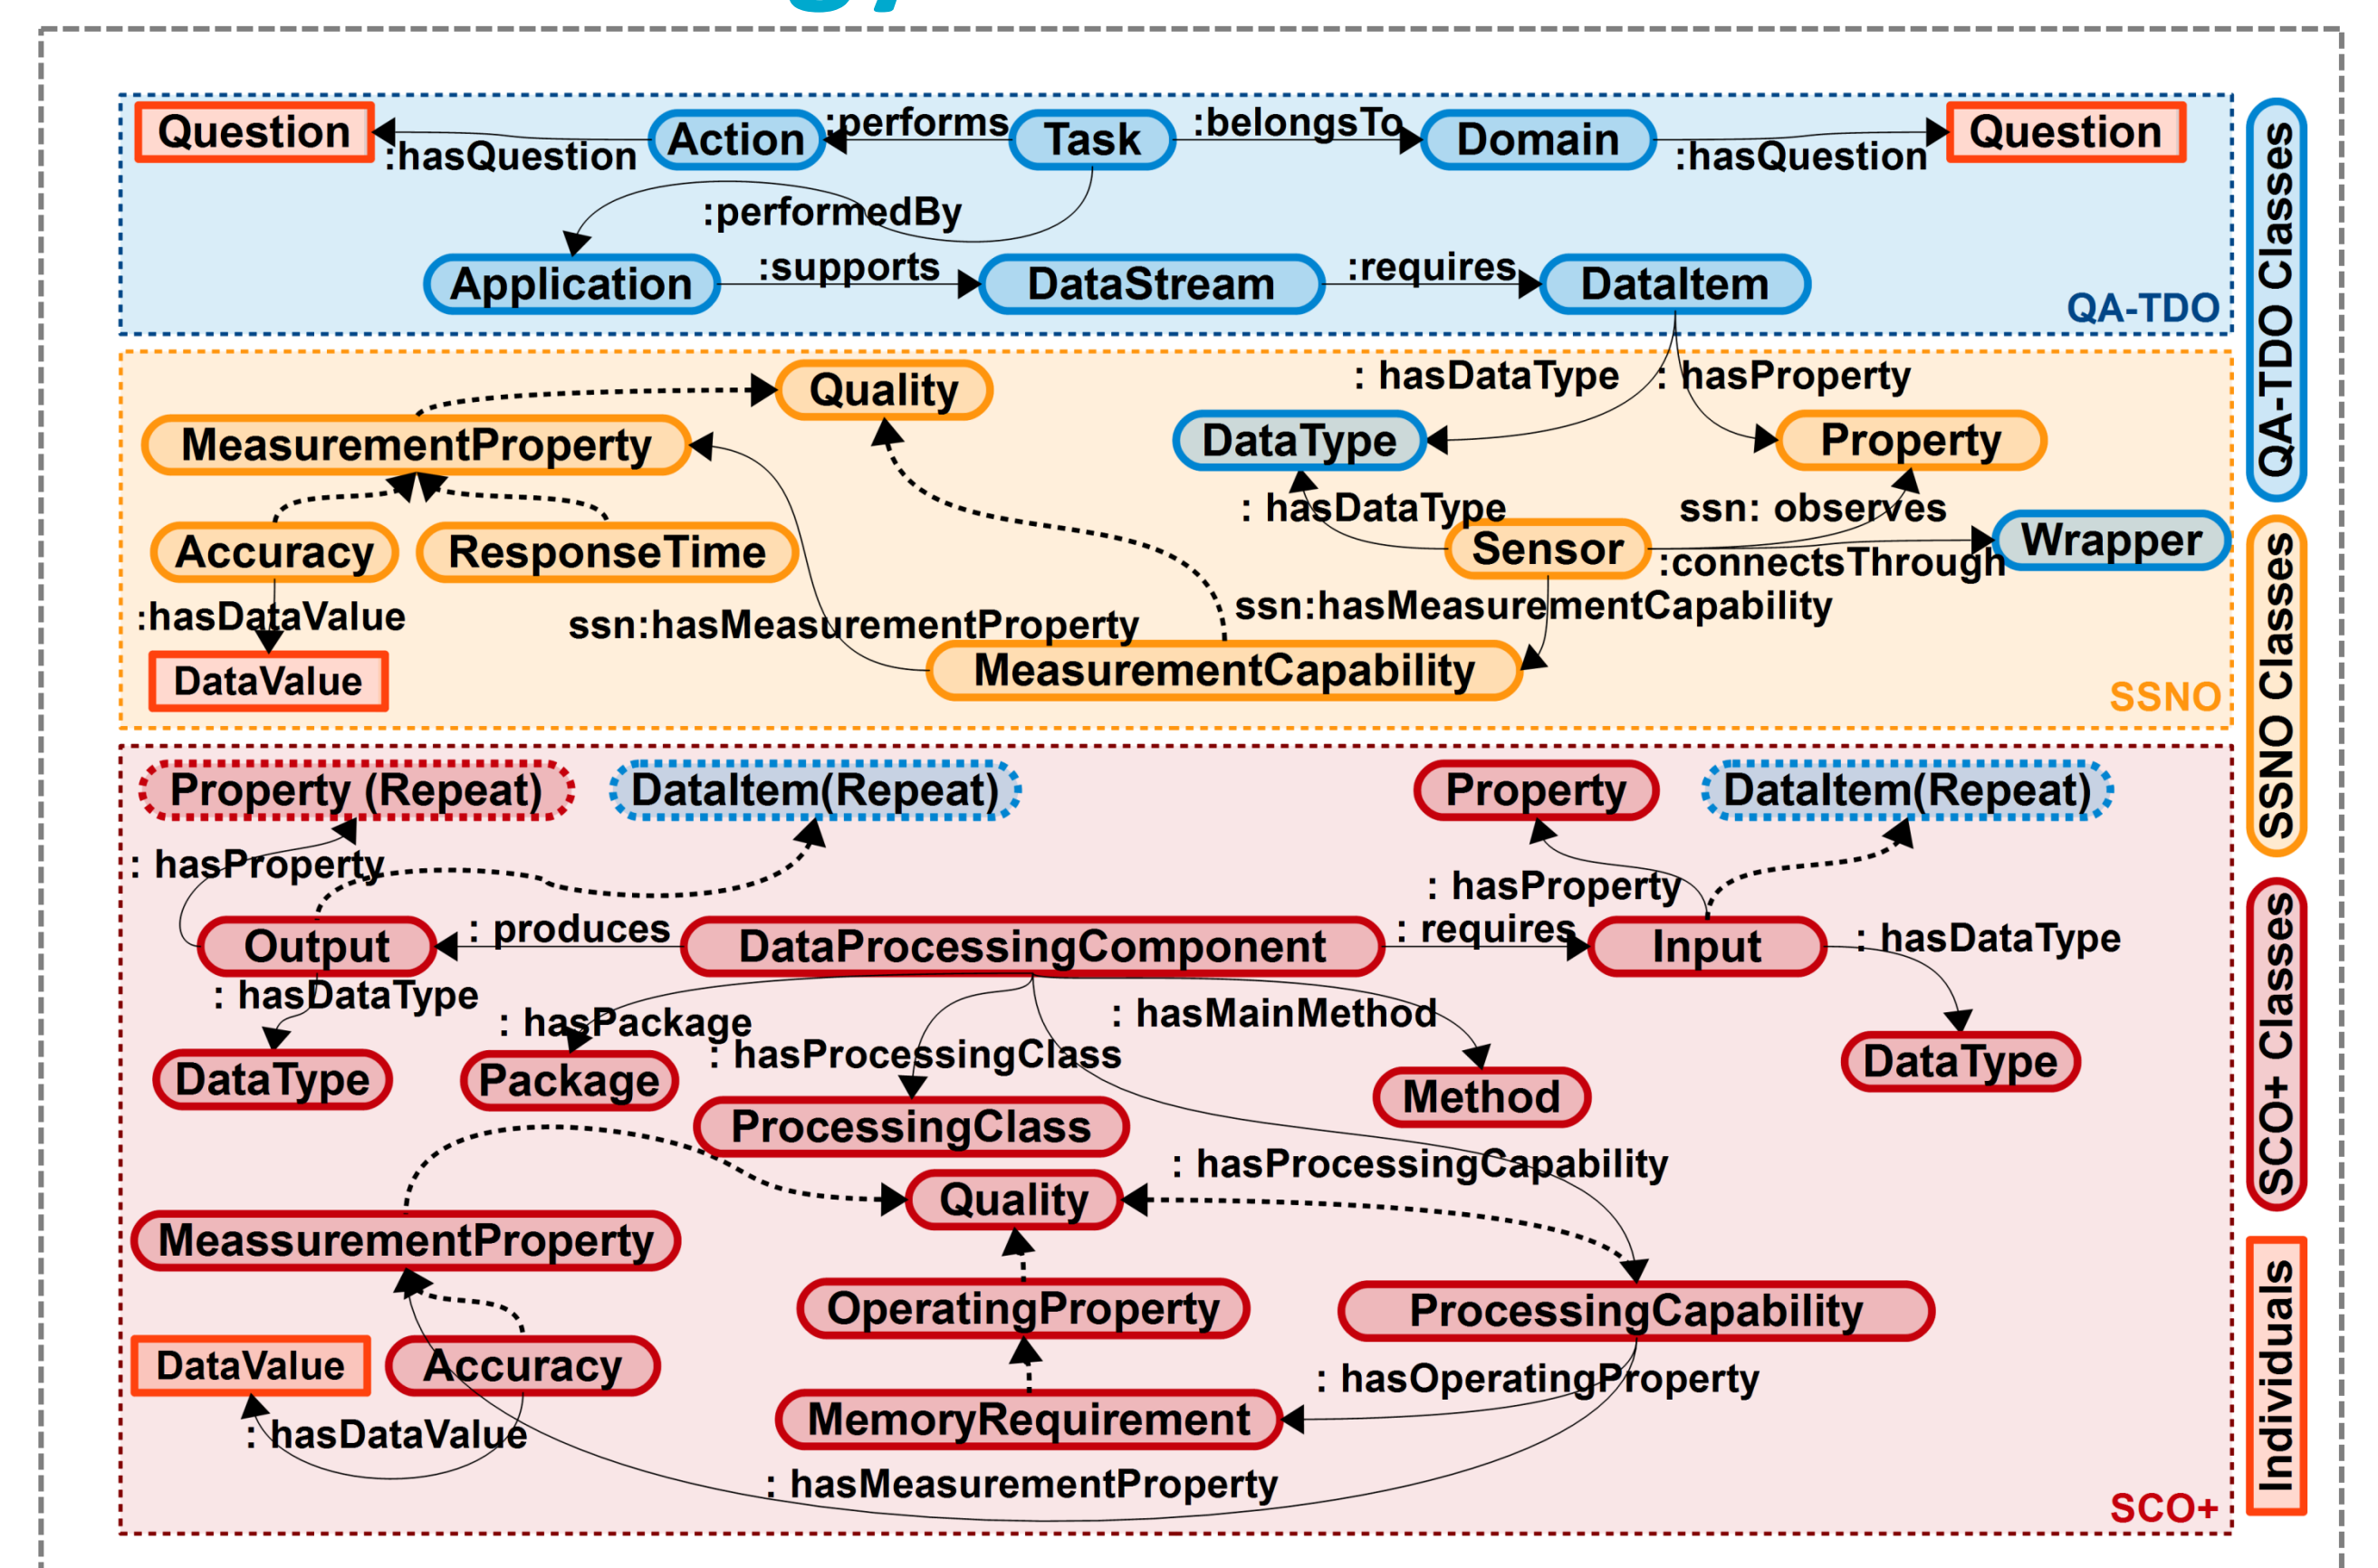 Question
:hasQuestion
Action
:performs
Task
:belongsTo
Domain
:hasQuestion
Question
:performedBy
Application
:supports
DataStream
:requires
DataItem
QA-TDO
: hasDataType
: hasProperty
Quality
MeasurementProperty
DataType
Property
: hasDataType
ssn: observes
Accuracy
ResponseTime
Sensor
:connectsThrough
Wrapper
:hasDataValue
ssn:hasMeasurementProperty
ssn:hasMeasurementCapability
DataValue
MeasurementCapability
SSNO
Property (Repeat)
DataItem(Repeat)
Property
DataItem(Repeat)
: hasProperty
: hasProperty
Output
: produces
DataProcessingComponent
: requires
Input
: hasDataType
: hasDataType
: hasPackage
: hasMainMethod
: hasProcessingClass
DataType
Package
Method
DataType
ProcessingClass
: hasProcessingCapability
Quality
MeassurementProperty
OperatingProperty
ProcessingCapability
DataValue
Accuracy
: hasOperatingProperty
MemoryRequirement
: hasDataValue
: hasMeasurementProperty
SCO+
QA-TDO Classes
SSNO Classes
SCO+ Classes
Individuals